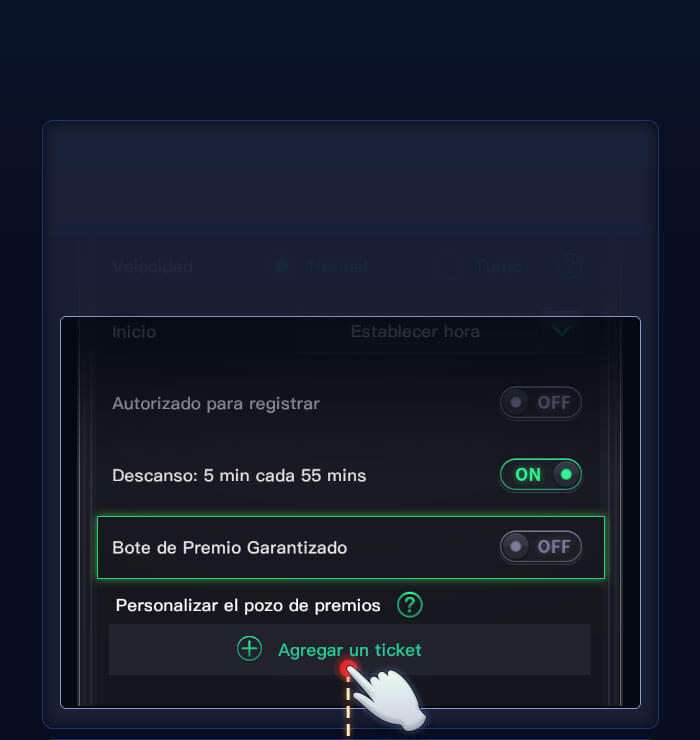 Velocidad Normal Turbo ?
Inicio Establecer hora
Autorizado para registrar OFF
Descanso: 5 min cada 55 mins ON
Bote de Premio Garantizado OFF
Personalizar el pozo de premios ?
Agregar un ticket